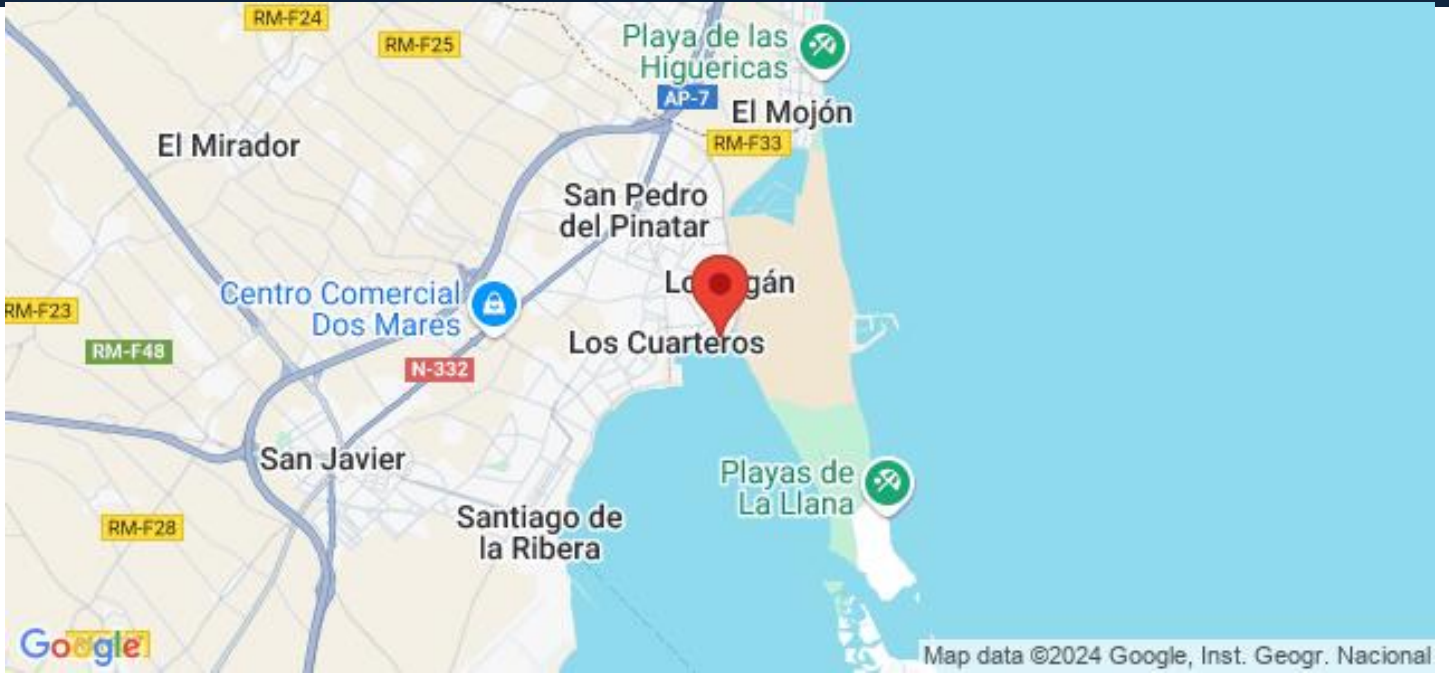 RM-F24
RM-F25
Playa de las
Higuericas
AP-7
El Mojón
RM-F33
El Mirador
San Pedro
del Pinatar
Centro Comercial
Dos Mares
RM-F23
RM-F48
Los Cuarteros
N-332
San Javier
Playas de
La Llana
RM-F28
Santiago de
la Ribera
Google
Map data ©2024 Google, Inst. Geogr. Nacional